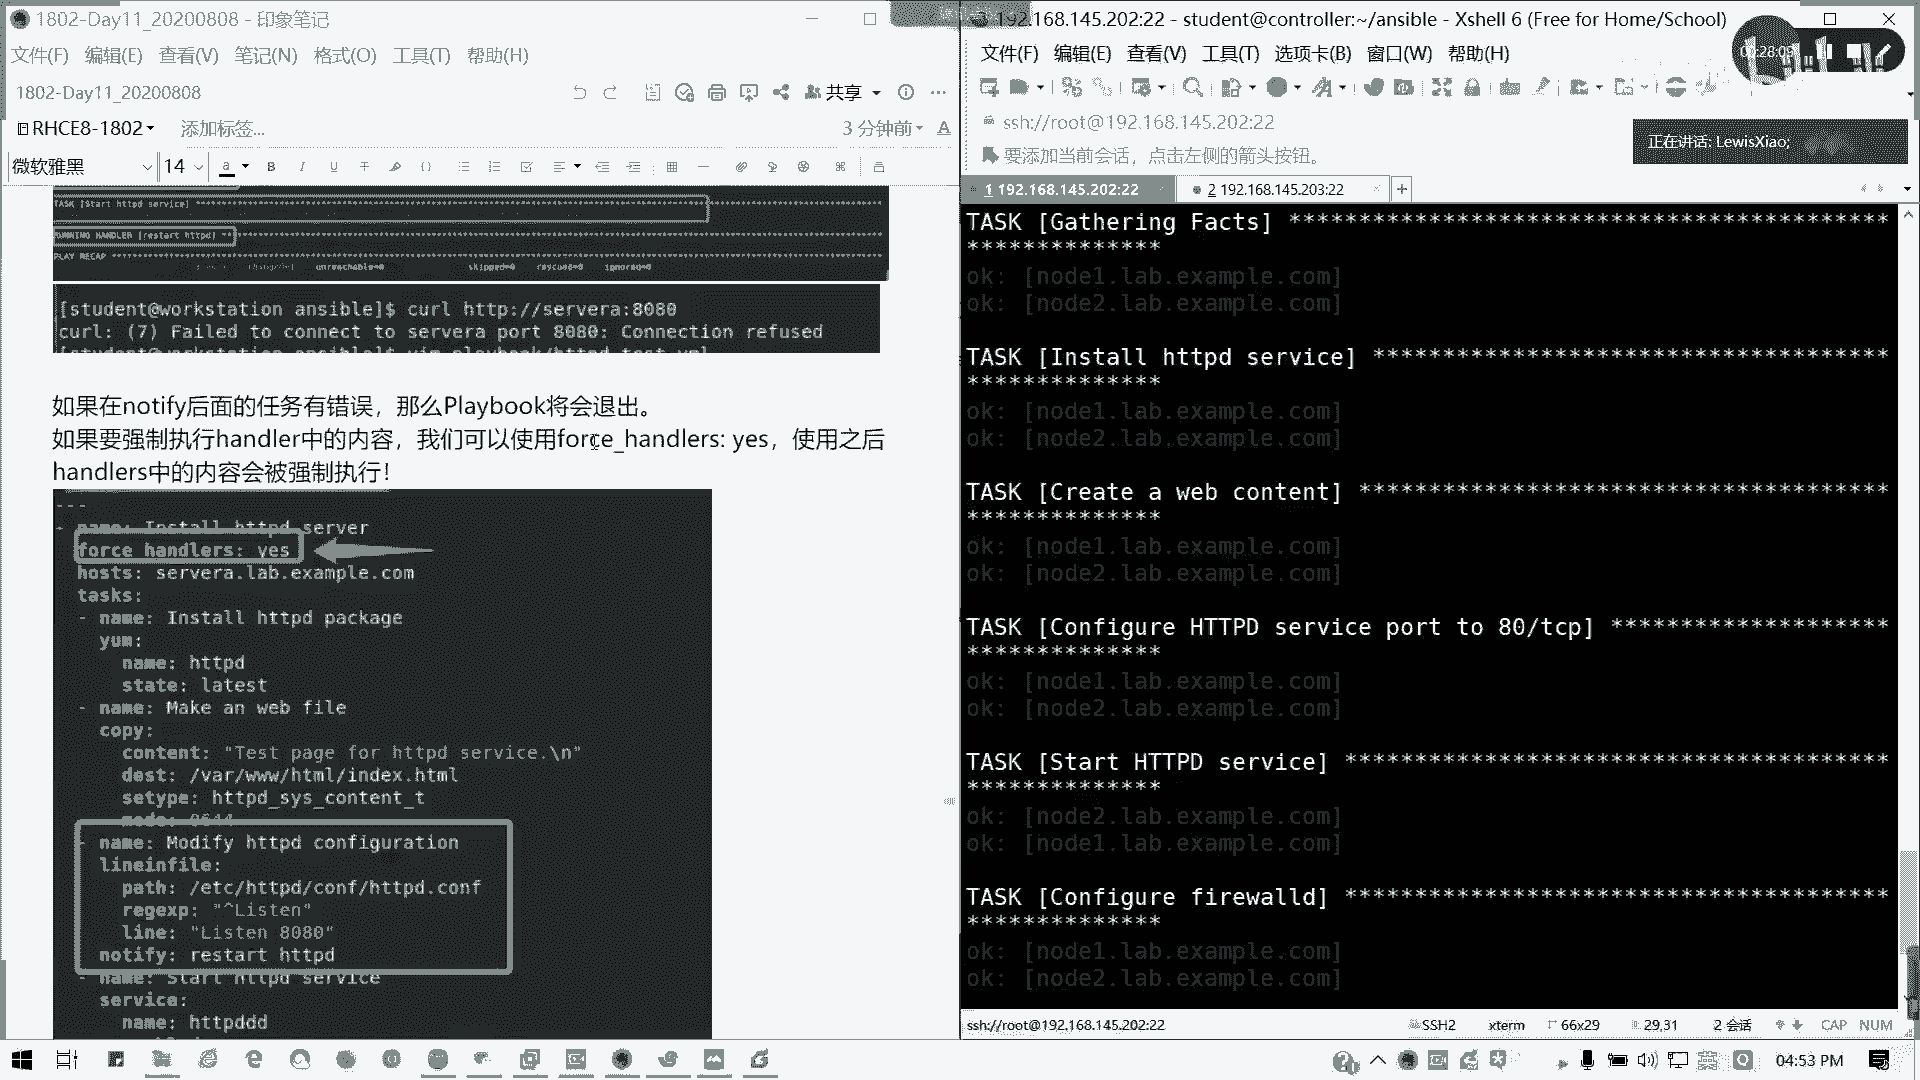 1802-Day11_20200808 - 印象笔记
文件(F) 编辑(E) 查看(V) 笔记(N) 格式(O) 工具(T) 帮助(H)
1802-Day11_20200808
共享
RHCE8-1802
添加标签...
3 分钟前
微软雅黑 14
TASK [Start httpd service] ****
RUNNING HANDLER [restart httpd] **
PLAY RECAP ****
unreachable=0 skipped=0 rescued=0 ignored=0
[student@workstation ansible]$ curl http://servera:8080
curl: (7) Failed to connect to servera port 8080: Connection refused
如果在notify后面的任务有错误，那么Playbook将会退出。
如果要强制执行handler中的内容，我们可以使用force_handlers: yes，使用之后
handlers中的内容会被强制执行！
---
- name: Install httpd server
force handlers: yes
hosts: servera.lab.example.com
tasks:
- name: Install httpd package
yum:
name: httpd
state: latest
- name: Make an web file
copy:
content: "Test page for httpd service.\n"
dest: /var/www/html/index.html
setype: httpd_sys_content_t
- name: Modify httpd configuration
lineinfile:
path: /etc/httpd/conf/httpd.conf
regexp: "^Listen"
line: "Listen 8080"
notify: restart httpd
- name: Start httpd service
service:
name: httpddd
192.168.145.202:22 - student@controller:~/ansible - Xshell 6 (Free for Home/School)
文件(F) 编辑(E) 查看(V) 工具(T) 选项卡(B) 窗口(W) 帮助(H)
ssh://root@192.168.145.202:22
要添加当前会话，点击左侧的箭头按钮。
正在讲话: LewisXiao;
1 192.168.145.202:22
2 192.168.145.203:22
TASK [Gathering Facts] *******************************************
**************
ok: [node1.lab.example.com]
ok: [node2.lab.example.com]
TASK [Install httpd service] *************************************
**************
ok: [node1.lab.example.com]
ok: [node2.lab.example.com]
TASK [Create a web content] **************************************
**************
ok: [node1.lab.example.com]
ok: [node2.lab.example.com]
TASK [Configure HTTPD service port to 80/tcp] ********************
**************
ok: [node1.lab.example.com]
ok: [node2.lab.example.com]
TASK [Start HTTPD service] ***************************************
**************
ok: [node2.lab.example.com]
ok: [node1.lab.example.com]
TASK [Configure firewalld] ***************************************
**************
ok: [node1.lab.example.com]
ok: [node2.lab.example.com]
ssh://root@192.168.145.202:22 SSH2 xterm 66x29 29,31 2 会话 CAP NUM
04:53 PM